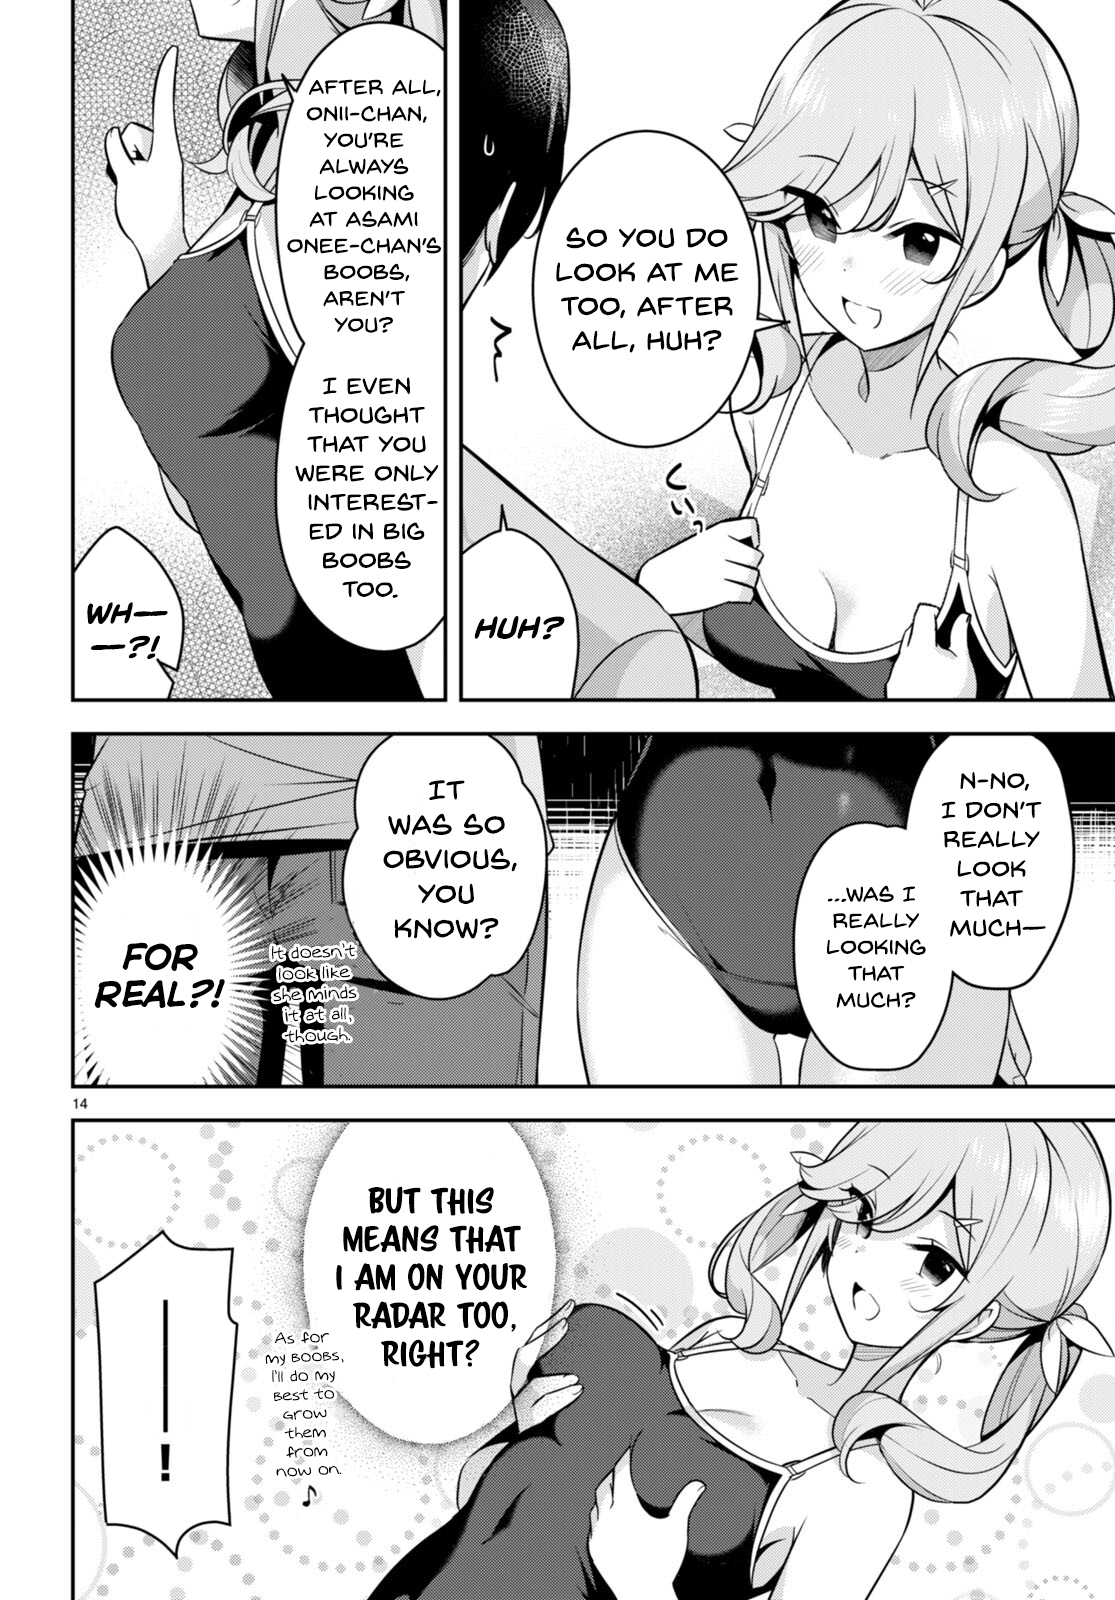 SO YOU DO
LOOK AT ME
TOO, AFTER
ALL, HUH?
HUH?
AFTER ALL,
ONII-CHAN,
YOU'RE
ALWAYS
LOOKING
AT ASAMI
ONEE-CHAN'S
BOOBS,
AREN'T
YOU?
I EVEN
THOUGHT
THAT YOU
WERE ONLY
INTEREST-
ED IN BIG
BOOBS
TOO.
WH—
—?!
N-NO,
I DON'T
REALLY
LOOK
THAT
MUCH—
...WAS I
REALLY
LOOKING
THAT
MUCH?
IT
WAS SO
OBVIOUS,
YOU
KNOW?
It doesn't
look like
she minds
it at all,
though.
FOR
REAL?!
14
BUT THIS
MEANS THAT
I AM ON YOUR
RADAR TOO,
RIGHT?
As for
my BOOBS,
I'll do my
best to
grow
them
from
now on.
♪
——!